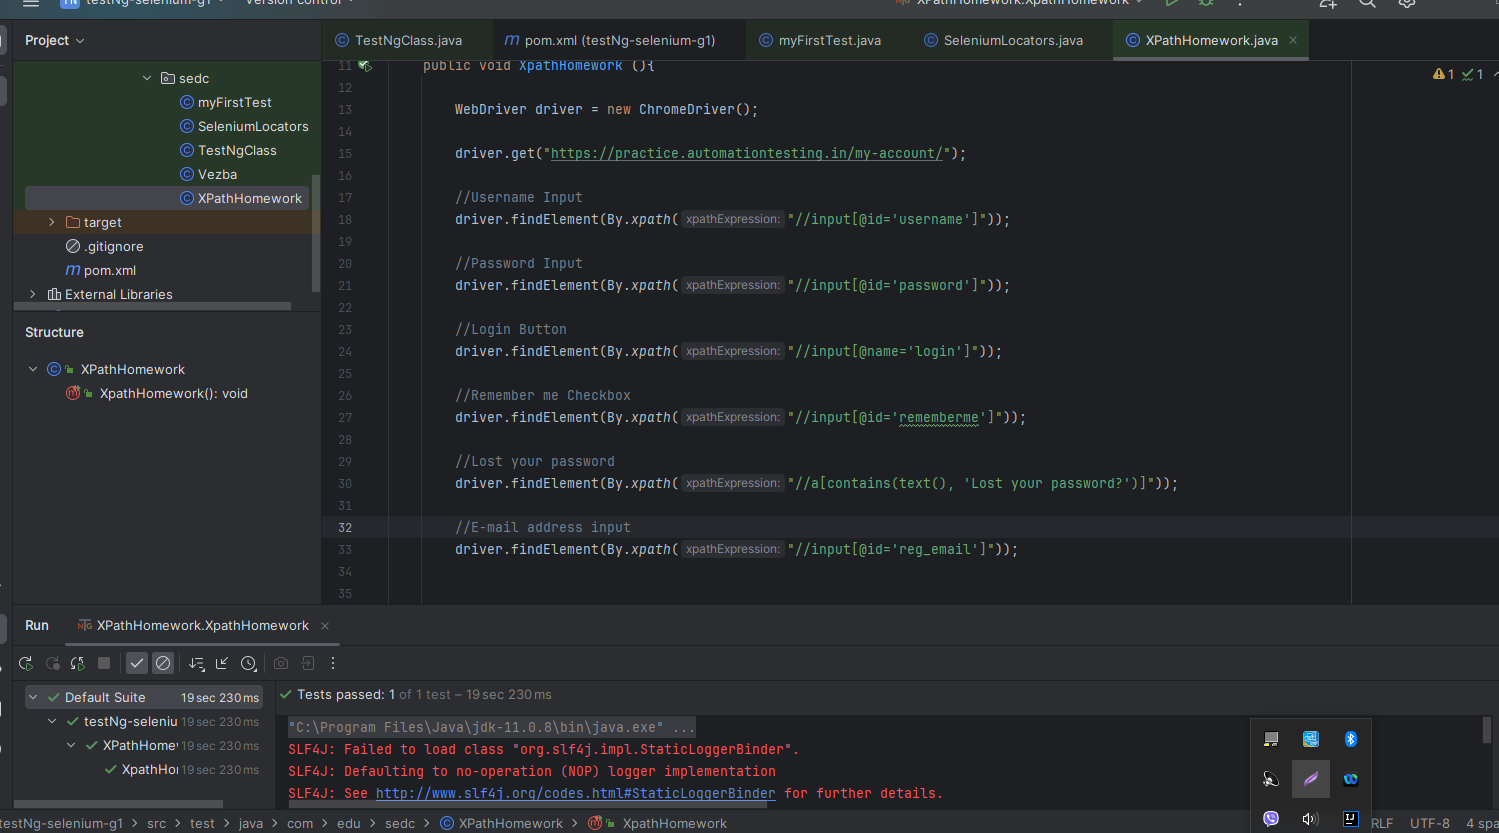 testNg-selenium-g1
Version control
XPathHomework.XpathHomework
Project
TestNgClass.java
pom.xml (testNg-selenium-g1)
myFirstTest.java
SeleniumLocators.java
XPathHomework.java
sedc
myFirstTest
SeleniumLocators
TestNgClass
Vezba
XPathHomework
target
.gitignore
pom.xml
External Libraries
Structure
XPathHomework
XpathHomework(): void
1 1
11 public void XpathHomework (){
12
13 WebDriver driver = new ChromeDriver();
14
15 driver.get("https://practice.automationtesting.in/my-account/");
16
17 //Username Input
18 driver.findElement(By.xpath( xpathExpression: "//input[@id='username']"));
19
20 //Password Input
21 driver.findElement(By.xpath( xpathExpression: "//input[@id='password']"));
22
23 //Login Button
24 driver.findElement(By.xpath( xpathExpression: "//input[@name='login']"));
25
26 //Remember me Checkbox
27 driver.findElement(By.xpath( xpathExpression: "//input[@id='rememberme']"));
28
29 //Lost your password
30 driver.findElement(By.xpath( xpathExpression: "//a[contains(text(), 'Lost your password?')]"));
31
32 //E-mail address input
33 driver.findElement(By.xpath( xpathExpression: "//input[@id='reg_email']"));
34
35
Run
XPathHomework.XpathHomework
Default Suite 19 sec 230 ms
testNg-seleniu 19 sec 230 ms
XPathHomew 19 sec 230 ms
XpathHor 19 sec 230 ms
Tests passed: 1 of 1 test – 19 sec 230 ms
"C:\Program Files\Java\jdk-11.0.8\bin\java.exe" ...
SLF4J: Failed to load class "org.slf4j.impl.StaticLoggerBinder".
SLF4J: Defaulting to no-operation (NOP) logger implementation
SLF4J: See http://www.slf4j.org/codes.html#StaticLoggerBinder for further details.
testNg-selenium-g1 > src > test > java > com > edu > sedc > XPathHomework > XpathHomework
RLF UTF-8 4 spa